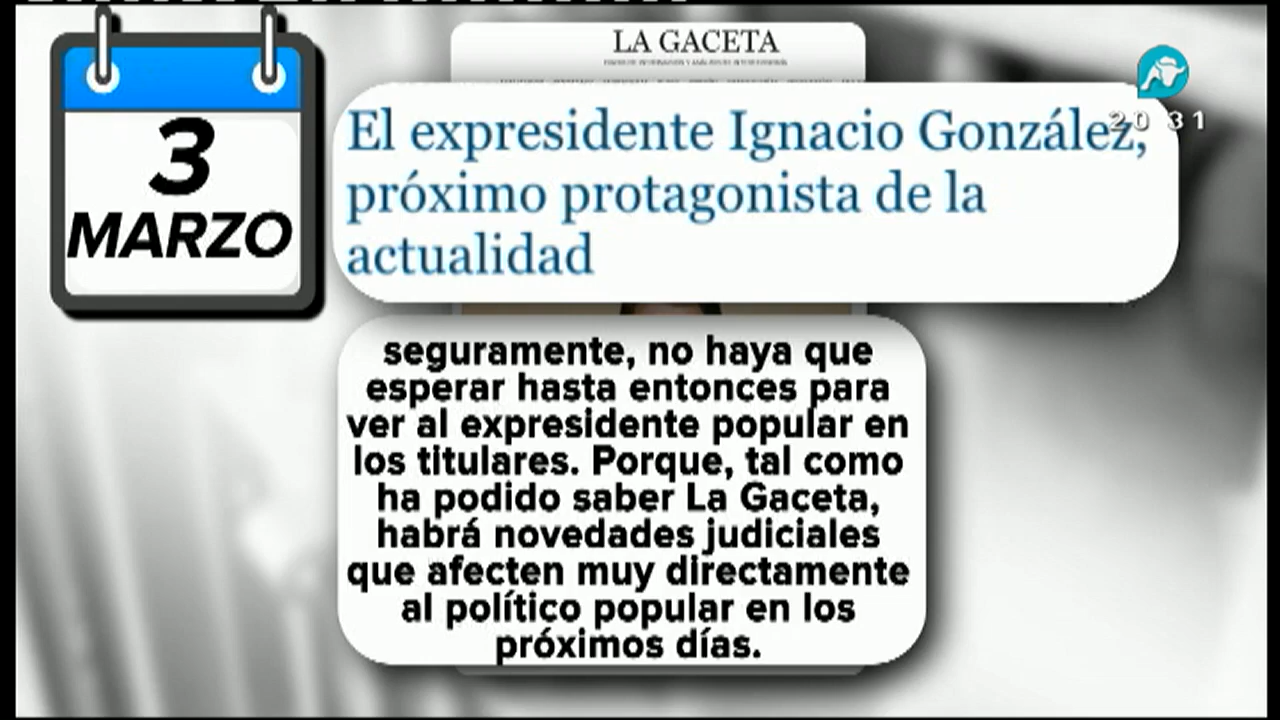 LA GACETA
20 31
3
MARZO
El expresidente Ignacio González,
próximo protagonista de la
actualidad
seguramente, no haya que
esperar hasta entonces para
ver al expresidente popular en
los titulares. Porque, tal como
ha podido saber La Gaceta,
habrá novedades judiciales
que afecten muy directamente
al político popular en los
próximos días.